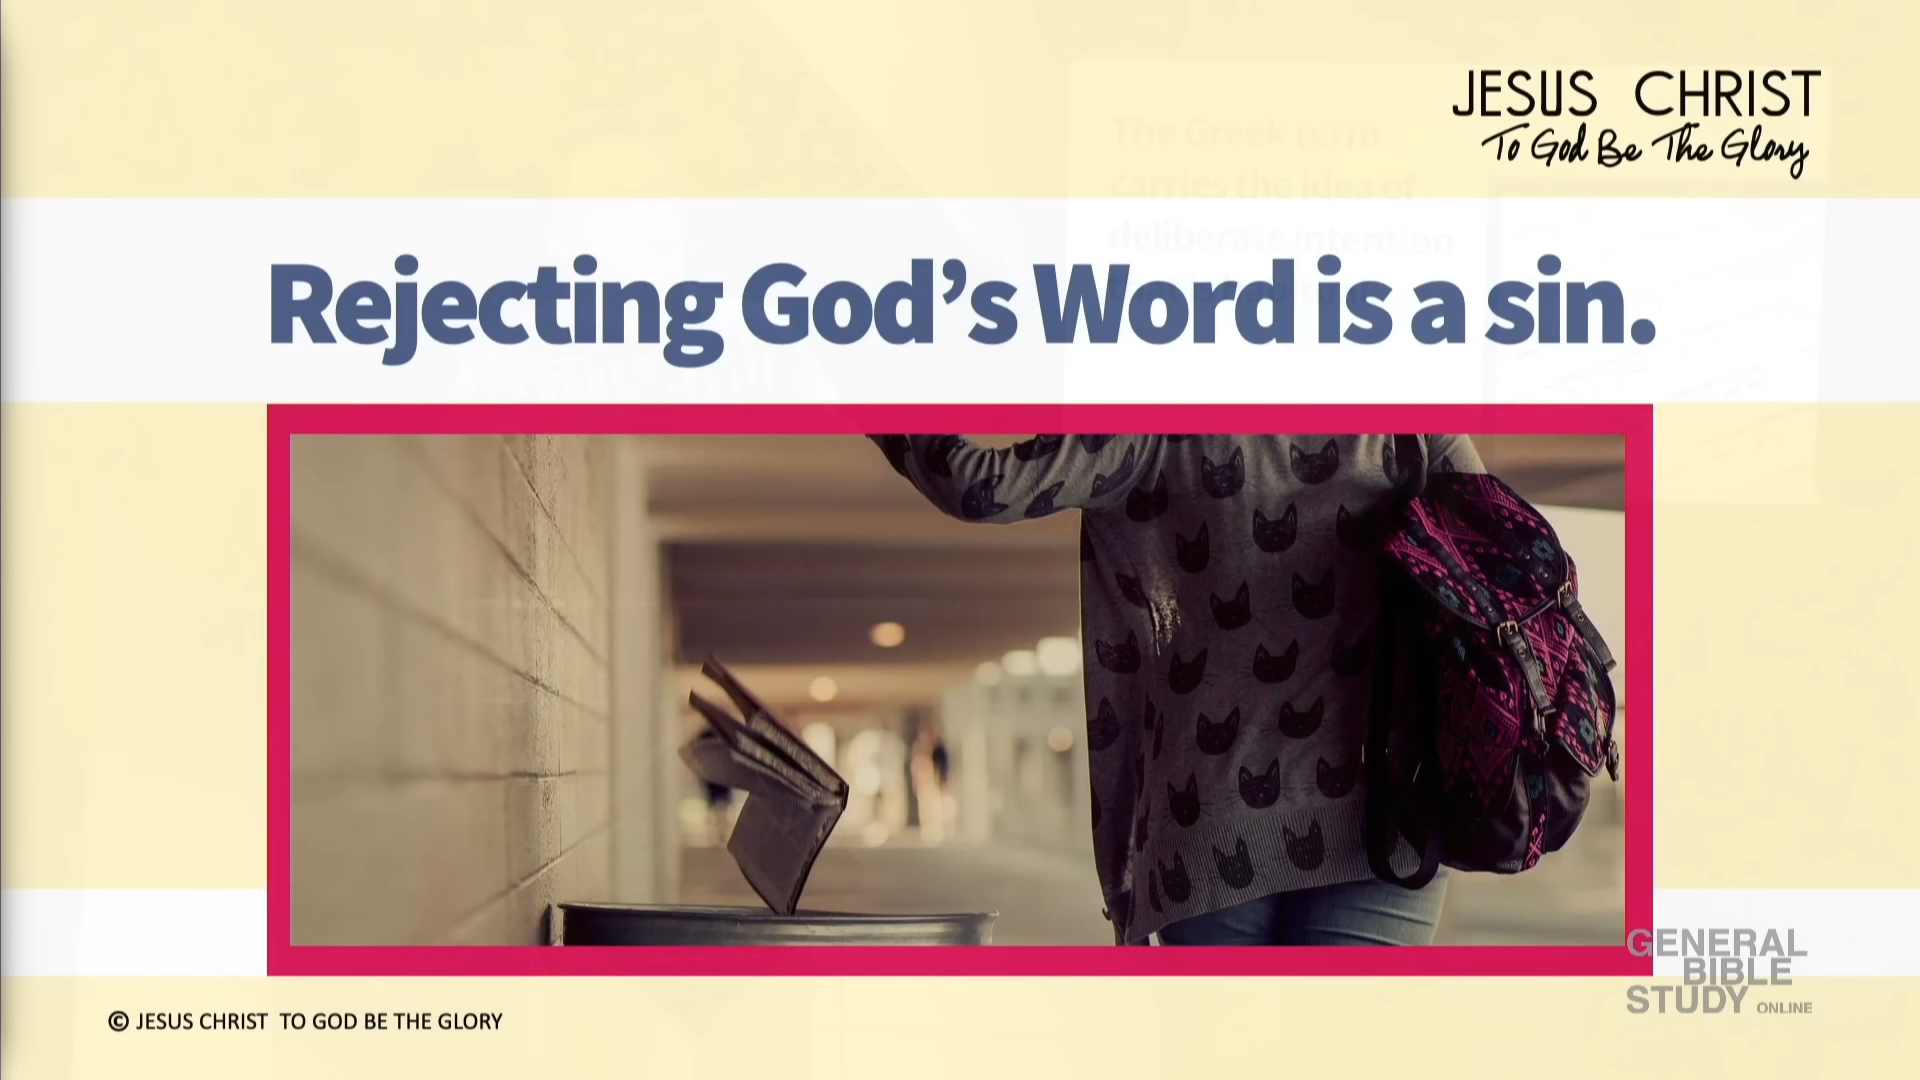 JESUS CHRIST
To God Be The Glory
The Greek term
carries the idea of
deliberate intention
Rejecting God’s Word is a sin.
GENERAL
BIBLE
STUDY ONLINE
© JESUS CHRIST TO GOD BE THE GLORY